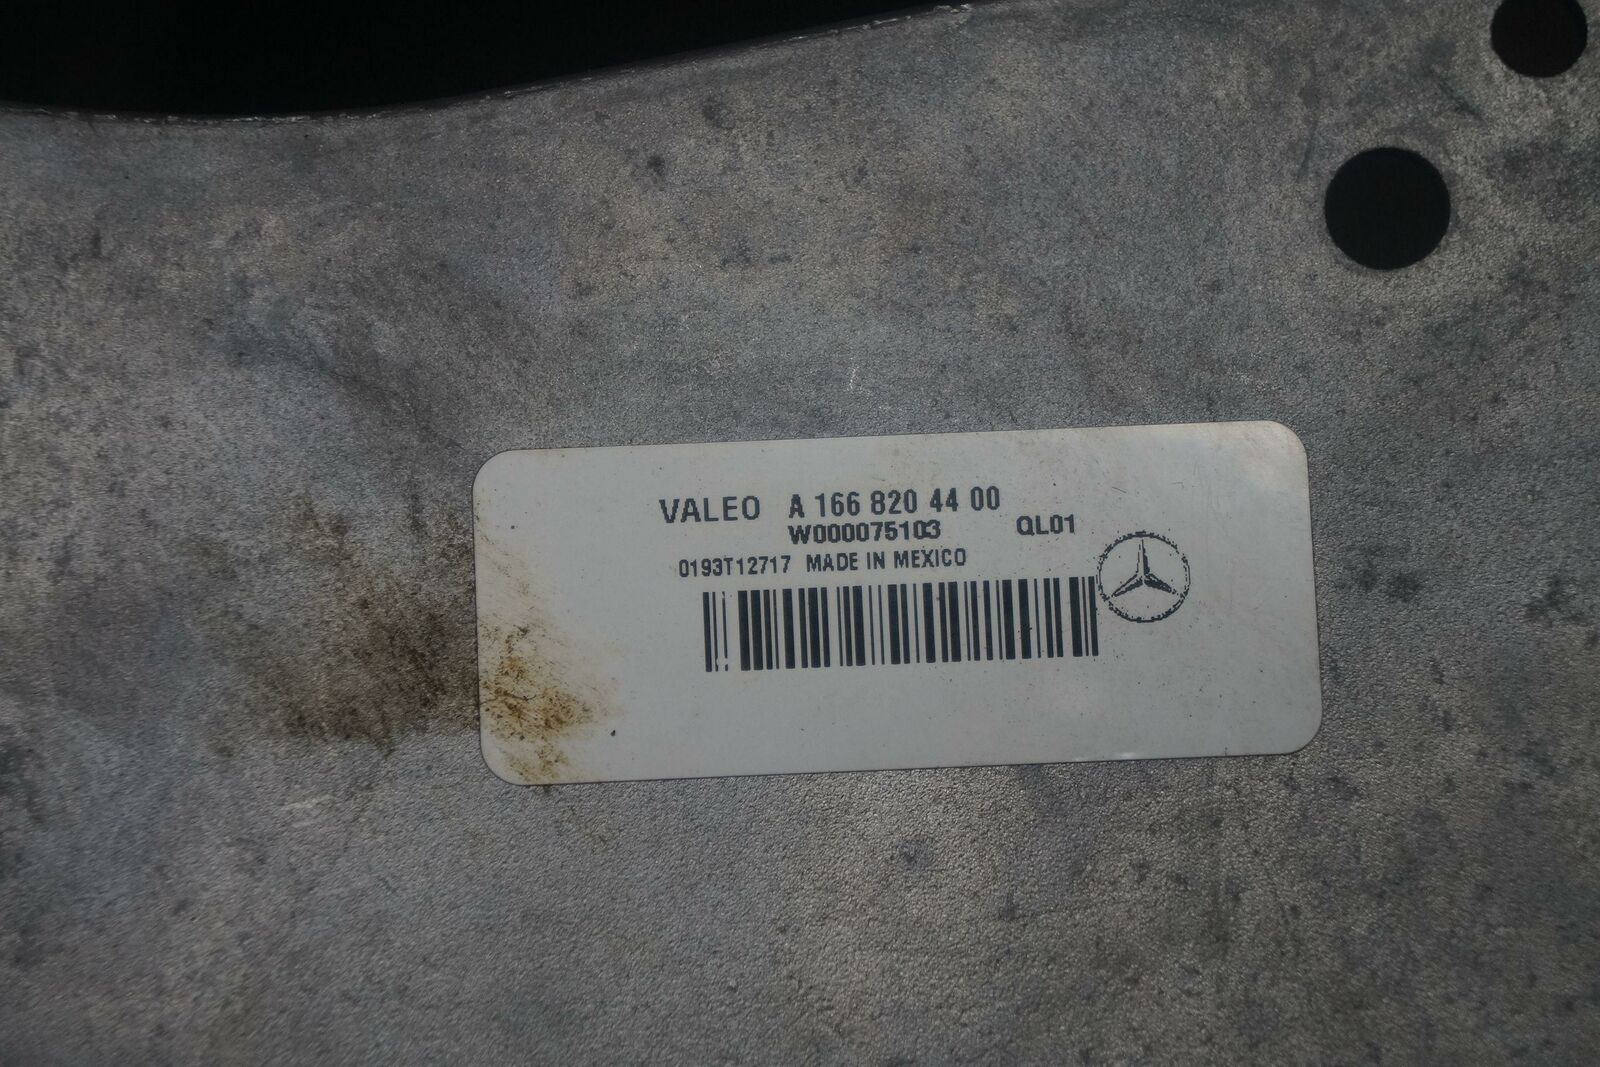 VALEO A 166 820 44 00
W000075103 QL01
0193T12717 MADE IN MEXICO